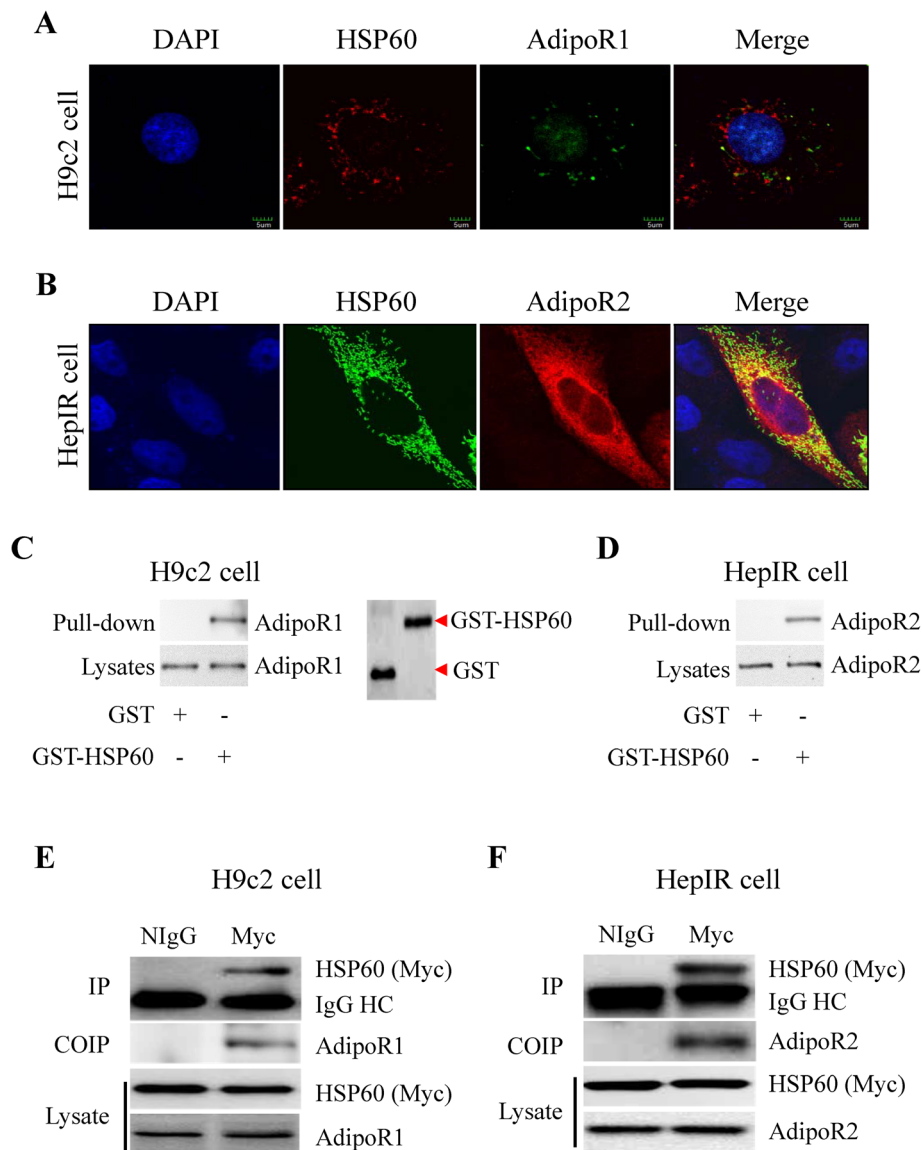 A
DAPI HSP60 AdipoR1 Merge
H9c2 cell
5um 5um 5um 5um
B
DAPI HSP60 AdipoR2 Merge
HepIR cell
C
H9c2 cell
Pull-down AdipoR1
Lysates AdipoR1
GST + -
GST-HSP60 - +
GST-HSP60
GST
D
HepIR cell
Pull-down AdipoR2
Lysates AdipoR2
GST + -
GST-HSP60 - +
E
H9c2 cell
NIgG Myc
IP HSP60 (Myc)
IgG HC
COIP AdipoR1
Lysate HSP60 (Myc)
AdipoR1
F
HepIR cell
NIgG Myc
IP HSP60 (Myc)
IgG HC
COIP AdipoR2
Lysate HSP60 (Myc)
AdipoR2